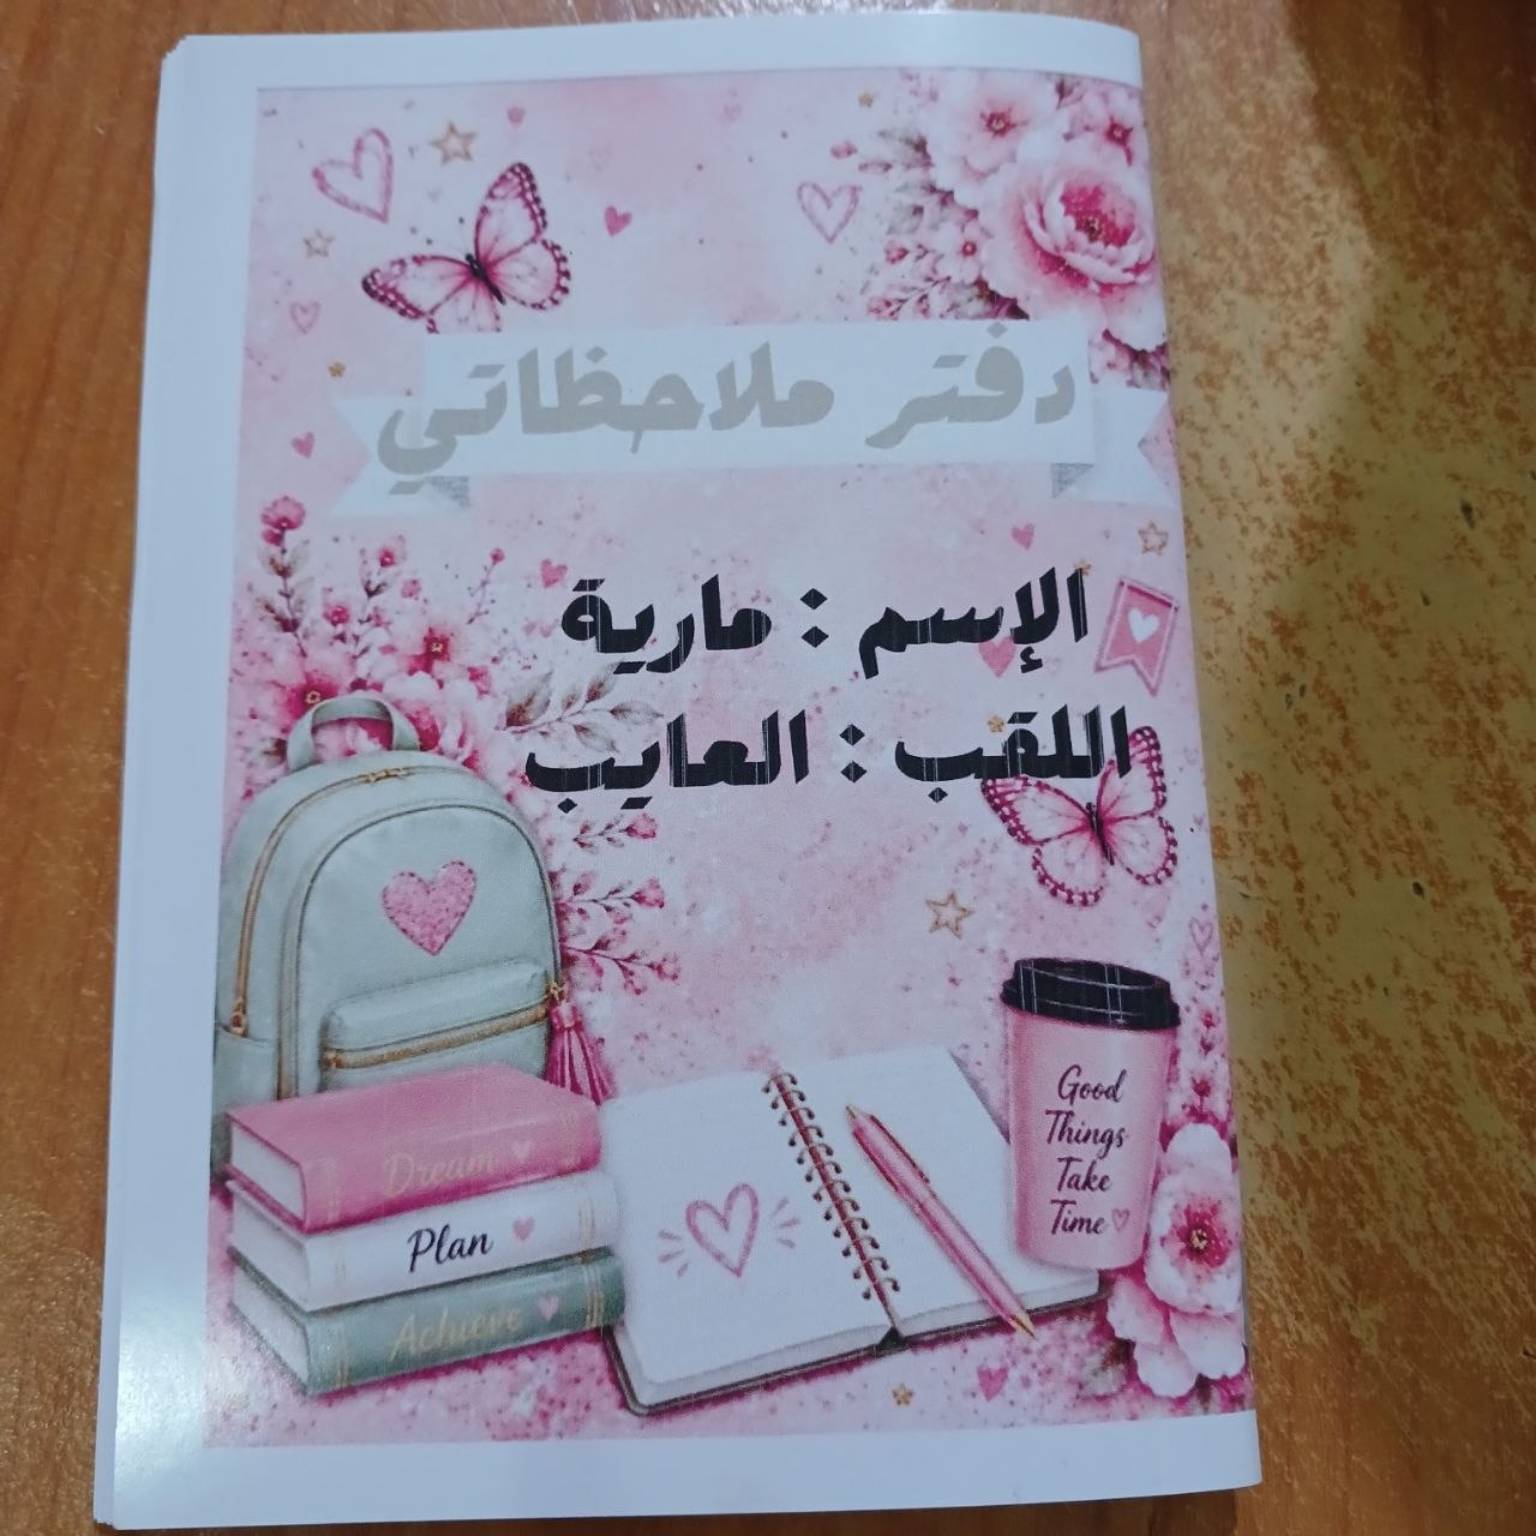 دفتر ملاحظاتي
الإسم : مارية
اللقب : العايب
Good
Things
Take
Time
Dream
Plan
Achieve